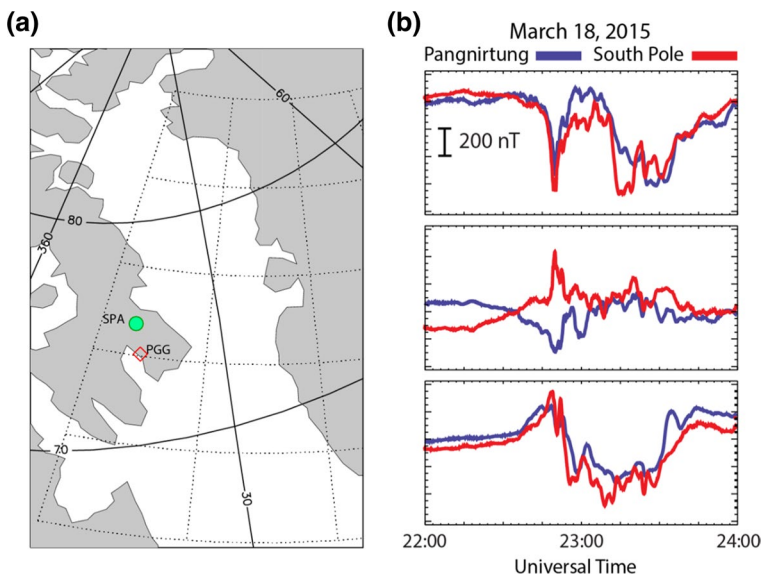 (a)
60
80
360
SPA
PGG
70
30
(b)
March 18, 2015
Pangnirtung South Pole
200 nT
22:00 23:00 24:00
Universal Time